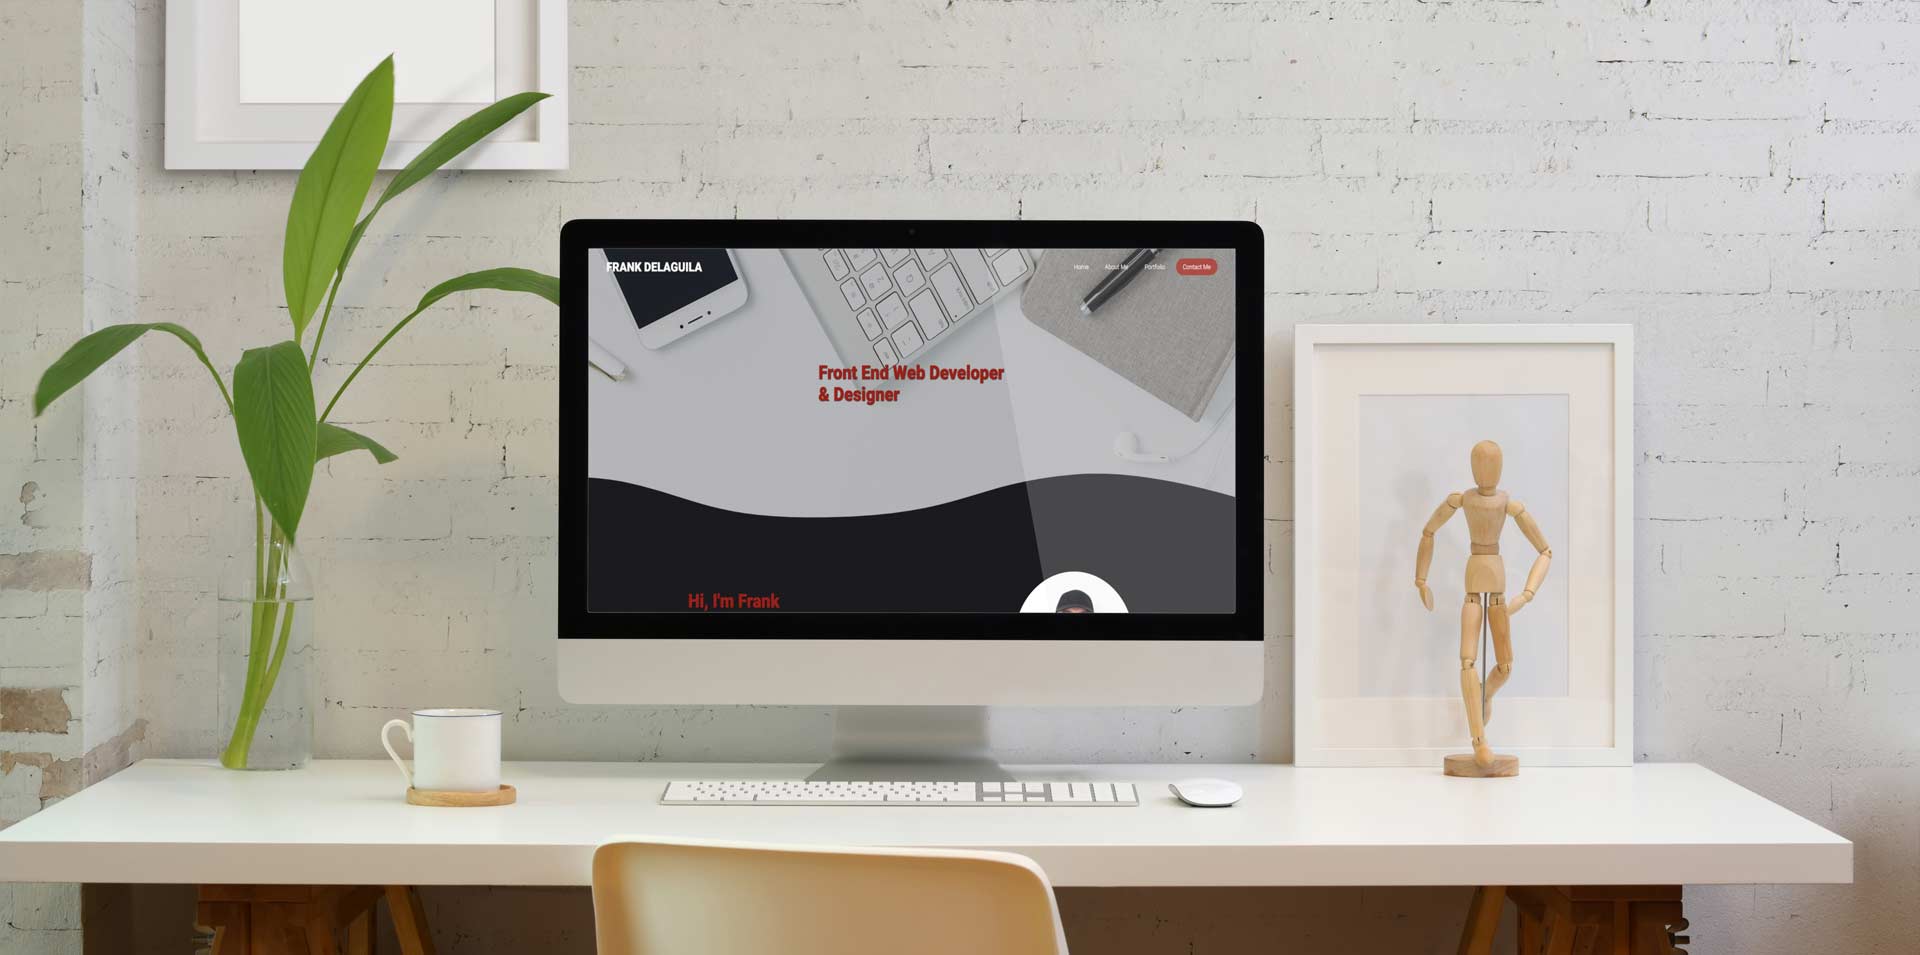 FRANK DELAGUILA
Home About Me Portfolio Contact Me
Front End Web Developer
& Designer
Hi, I'm Frank